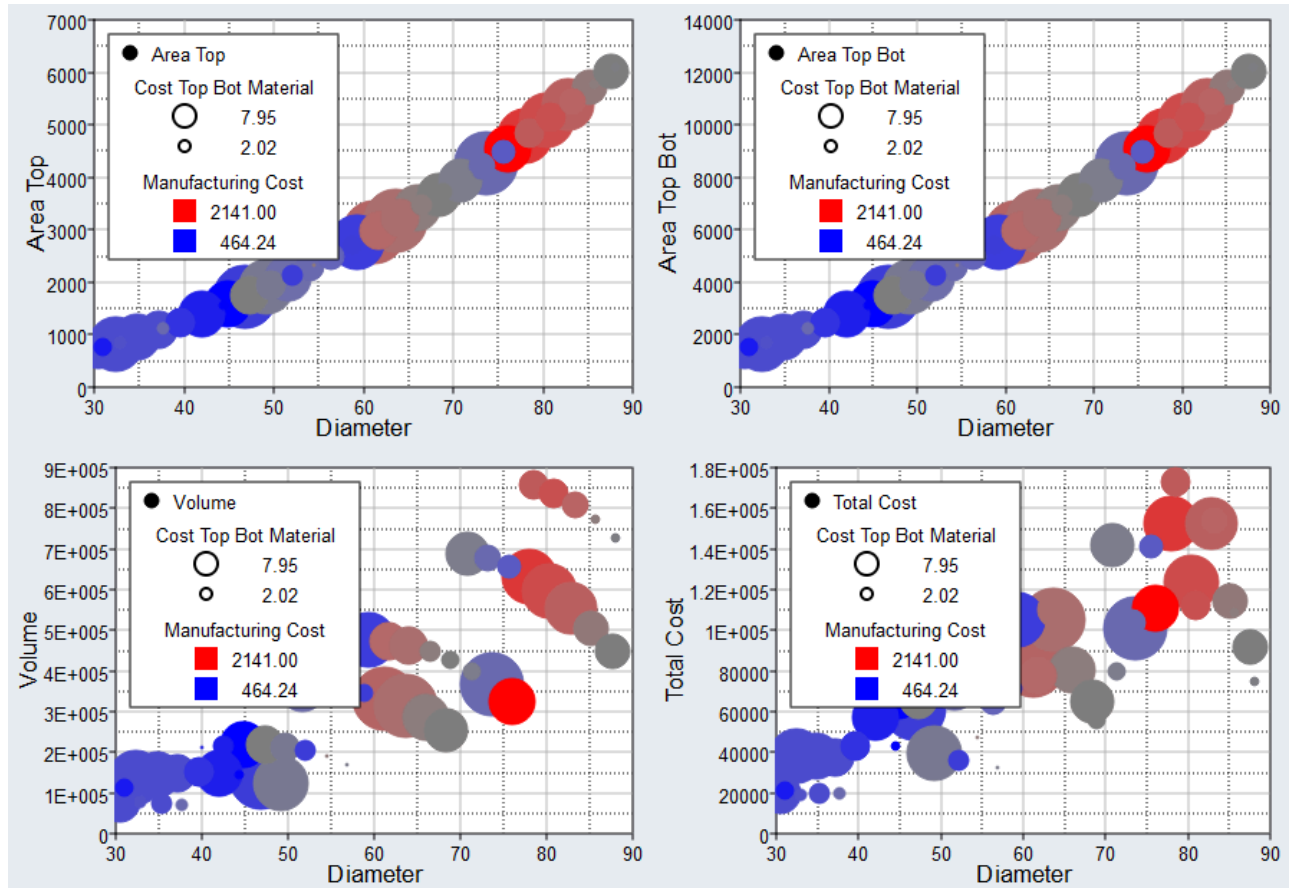 7000
6000
5000
4000
3000
2000
1000
0
Area Top
Area Top
Cost Top Bot Material
7.95
2.02
Manufacturing Cost
2141.00
464.24
30 40 50 60 70 80 90
Diameter
14000
12000
10000
8000
6000
4000
2000
0
Area Top Bot
Area Top Bot
Cost Top Bot Material
7.95
2.02
Manufacturing Cost
2141.00
464.24
30 40 50 60 70 80 90
Diameter
9E+005
8E+005
7E+005
6E+005
5E+005
4E+005
3E+005
2E+005
1E+005
0
Volume
Volume
Cost Top Bot Material
7.95
2.02
Manufacturing Cost
2141.00
464.24
30 40 50 60 70 80 90
Diameter
1.8E+005
1.6E+005
1.4E+005
1.2E+005
1E+005
80000
60000
40000
20000
0
Total Cost
Total Cost
Cost Top Bot Material
7.95
2.02
Manufacturing Cost
2141.00
464.24
30 40 50 60 70 80 90
Diameter